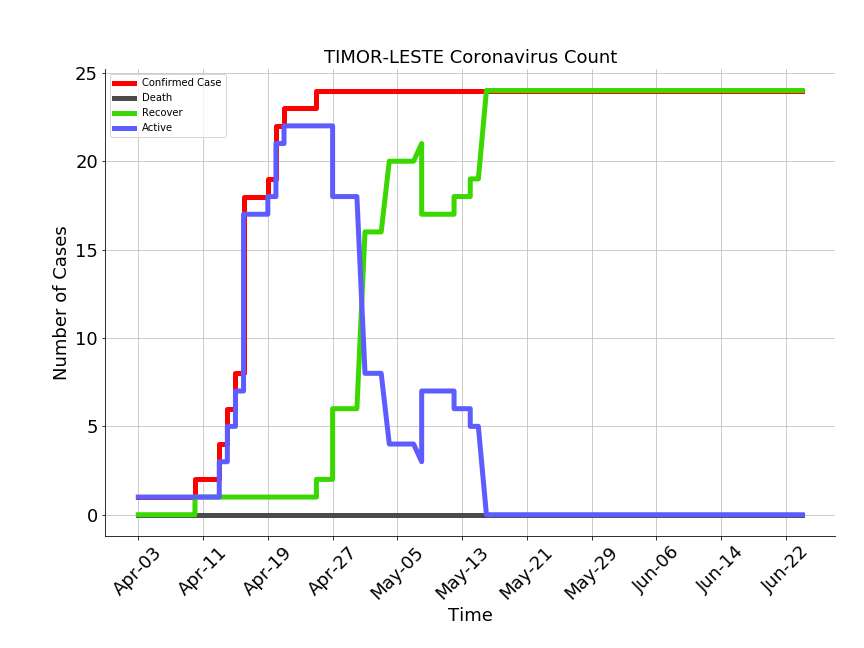 TIMOR-LESTE Coronavirus Count
Confirmed Case
Death
Recover
Active
Number of Cases
25
20
15
10
5
0
Apr-03
Apr-11
Apr-19
Apr-27
May-05
May-13
May-21
May-29
Jun-06
Jun-14
Jun-22
Time